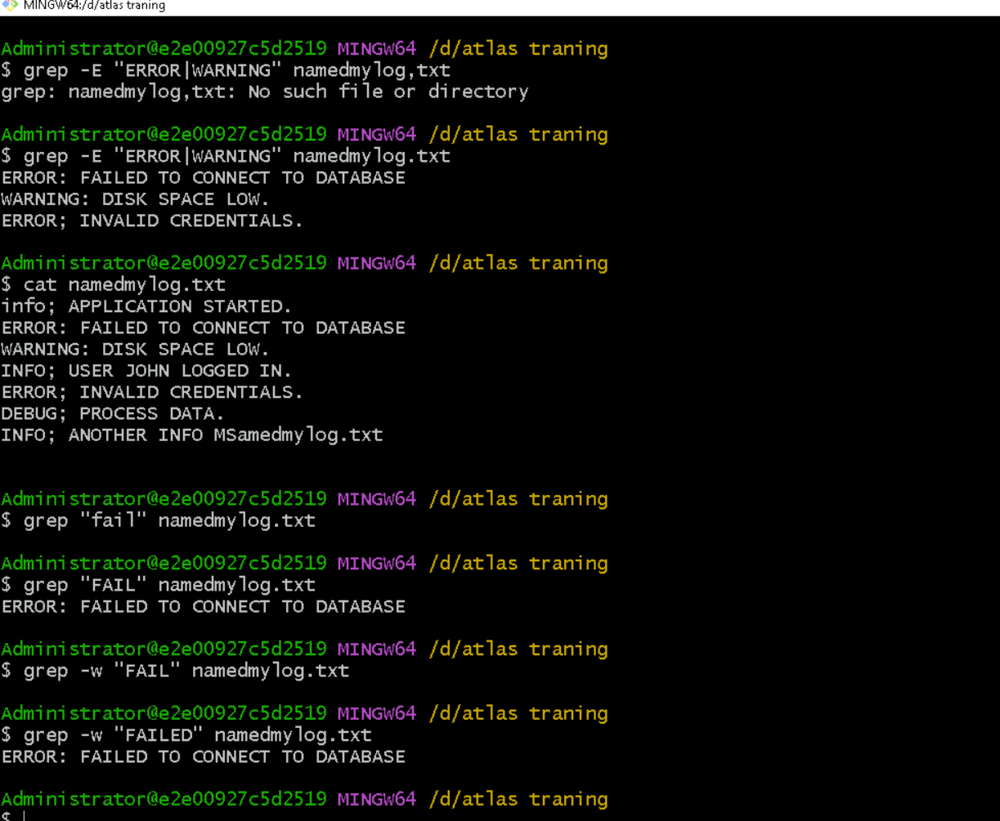 MINGW64:/d/atlas traning
Administrator@e2e00927c5d2519 MINGW64 /d/atlas traning
$ grep -E "ERROR|WARNING" namedmylog,txt
grep: namedmylog,txt: No such file or directory
Administrator@e2e00927c5d2519 MINGW64 /d/atlas traning
$ grep -E "ERROR|WARNING" namedmylog.txt
ERROR: FAILED TO CONNECT TO DATABASE
WARNING: DISK SPACE LOW.
ERROR; INVALID CREDENTIALS.
Administrator@e2e00927c5d2519 MINGW64 /d/atlas traning
$ cat namedmylog.txt
info; APPLICATION STARTED.
ERROR: FAILED TO CONNECT TO DATABASE
WARNING: DISK SPACE LOW.
INFO; USER JOHN LOGGED IN.
ERROR; INVALID CREDENTIALS.
DEBUG; PROCESS DATA.
INFO; ANOTHER INFO MSamedmylog.txt
Administrator@e2e00927c5d2519 MINGW64 /d/atlas traning
$ grep "fail" namedmylog.txt
Administrator@e2e00927c5d2519 MINGW64 /d/atlas traning
$ grep "FAIL" namedmylog.txt
ERROR: FAILED TO CONNECT TO DATABASE
Administrator@e2e00927c5d2519 MINGW64 /d/atlas traning
$ grep -w "FAIL" namedmylog.txt
Administrator@e2e00927c5d2519 MINGW64 /d/atlas traning
$ grep -w "FAILED" namedmylog.txt
ERROR: FAILED TO CONNECT TO DATABASE
Administrator@e2e00927c5d2519 MINGW64 /d/atlas traning
$